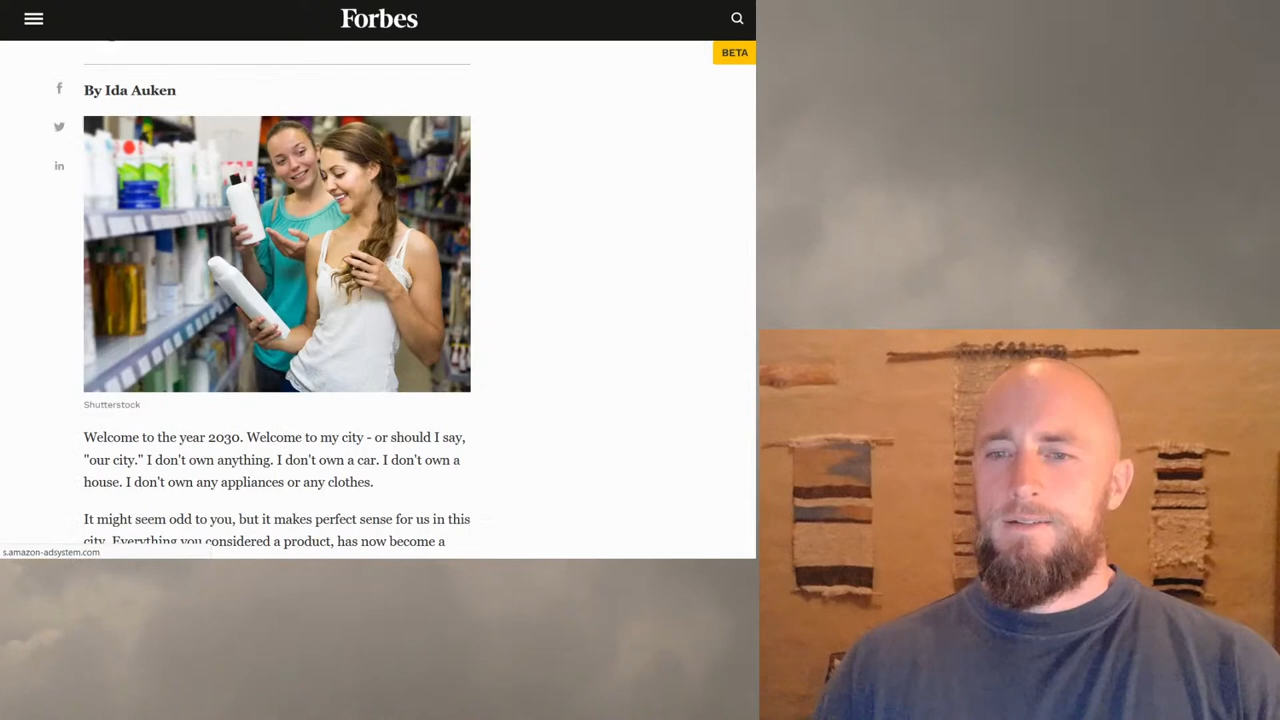 Forbes
BETA
By Ida Auken
Shutterstock
Welcome to the year 2030. Welcome to my city - or should I say,
"our city." I don't own anything. I don't own a car. I don't own a
house. I don't own any appliances or any clothes.
It might seem odd to you, but it makes perfect sense for us in this
city. Everything you considered a product, has now become a
s.amazon-adsystem.com